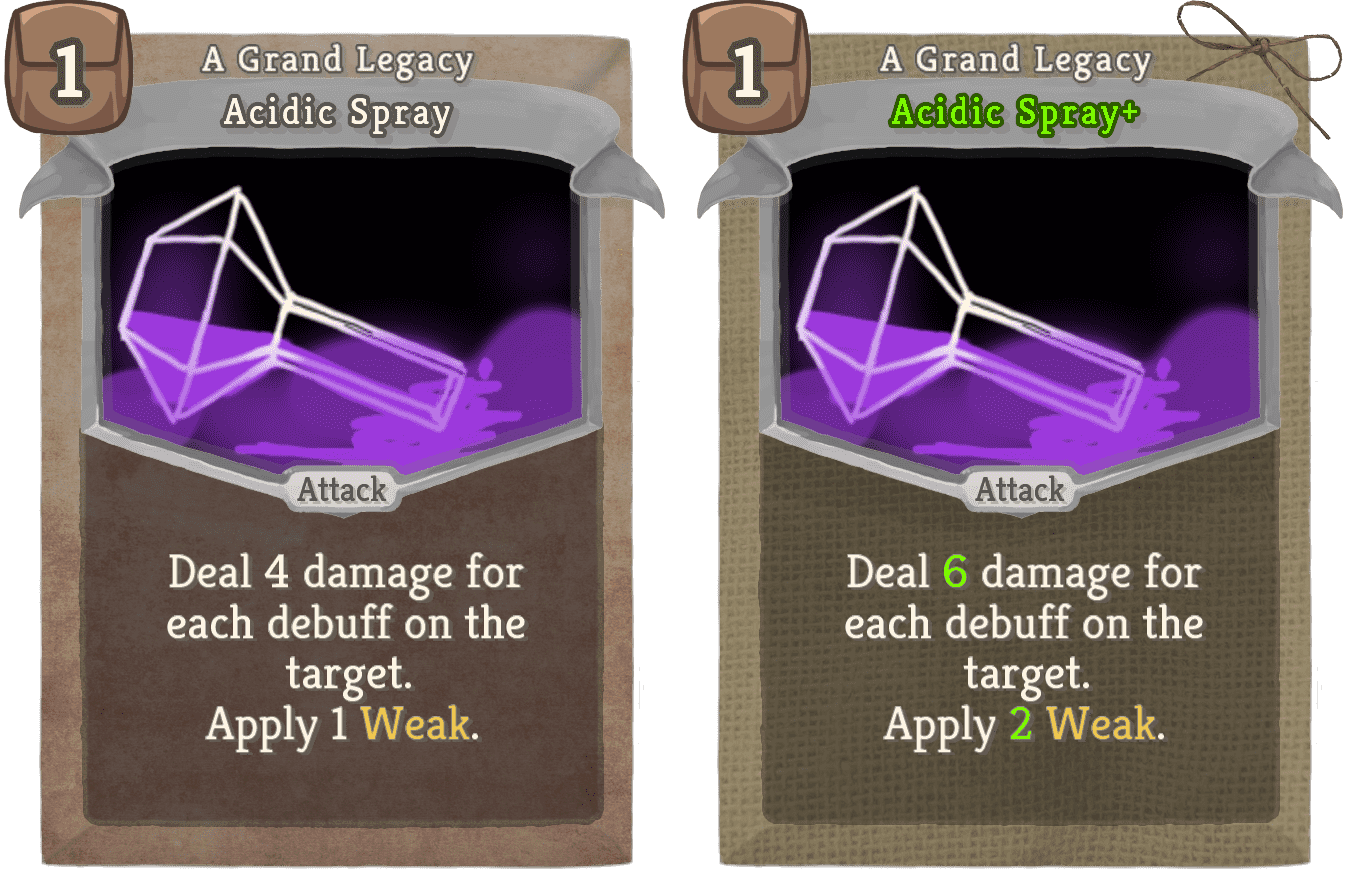 1
A Grand Legacy
Acidic Spray
Attack
Deal 4 damage for
each debuff on the
target.
Apply 1 Weak.
1
A Grand Legacy
Acidic Spray+
Attack
Deal 6 damage for
each debuff on the
target.
Apply 2 Weak.